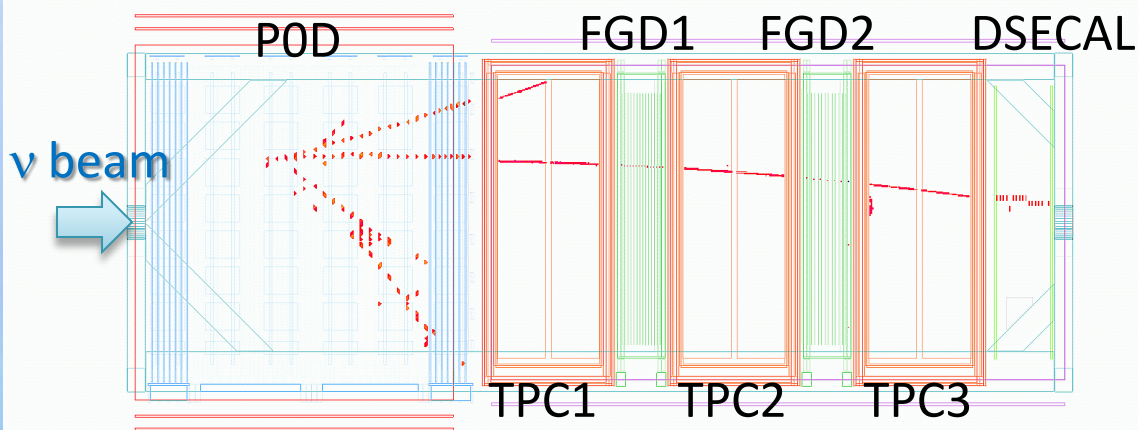 P0D
FGD1
FGD2
DSECAL
ν beam
TPC1
TPC2
TPC3